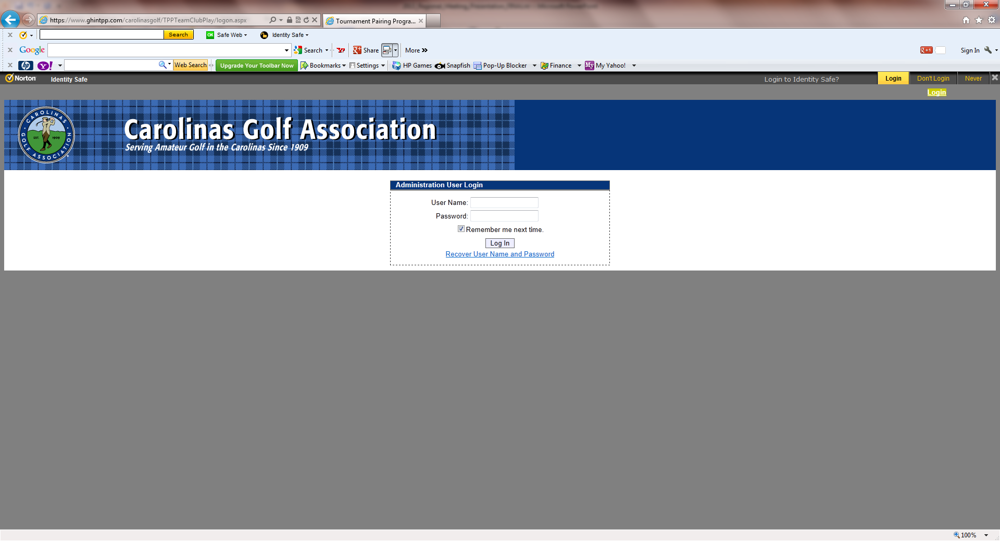 https://www.ghintpp.com/carolinasgolf/TPPTeamClubPlay/logon.aspx
Tournament Pairing Progra...
Search
OK Safe Web
Identity Safe
Google
Search
Share
More »
g +1
Sign In
hp Y!
Web Search
Upgrade Your Toolbar Now
Bookmarks
Settings
HP Games
Snapfish
Pop-Up Blocker
Finance
My My Yahoo!
Norton
Identity Safe
Login to Identity Safe?
Login
Don't Login
Never
Login
CAROLINAS GOLF ASSOCIATION
EST. 1909
Carolinas Golf Association
Serving Amateur Golf in the Carolinas Since 1909
Administration User Login
User Name:
Password:
Remember me next time.
Log In
Recover User Name and Password
100%